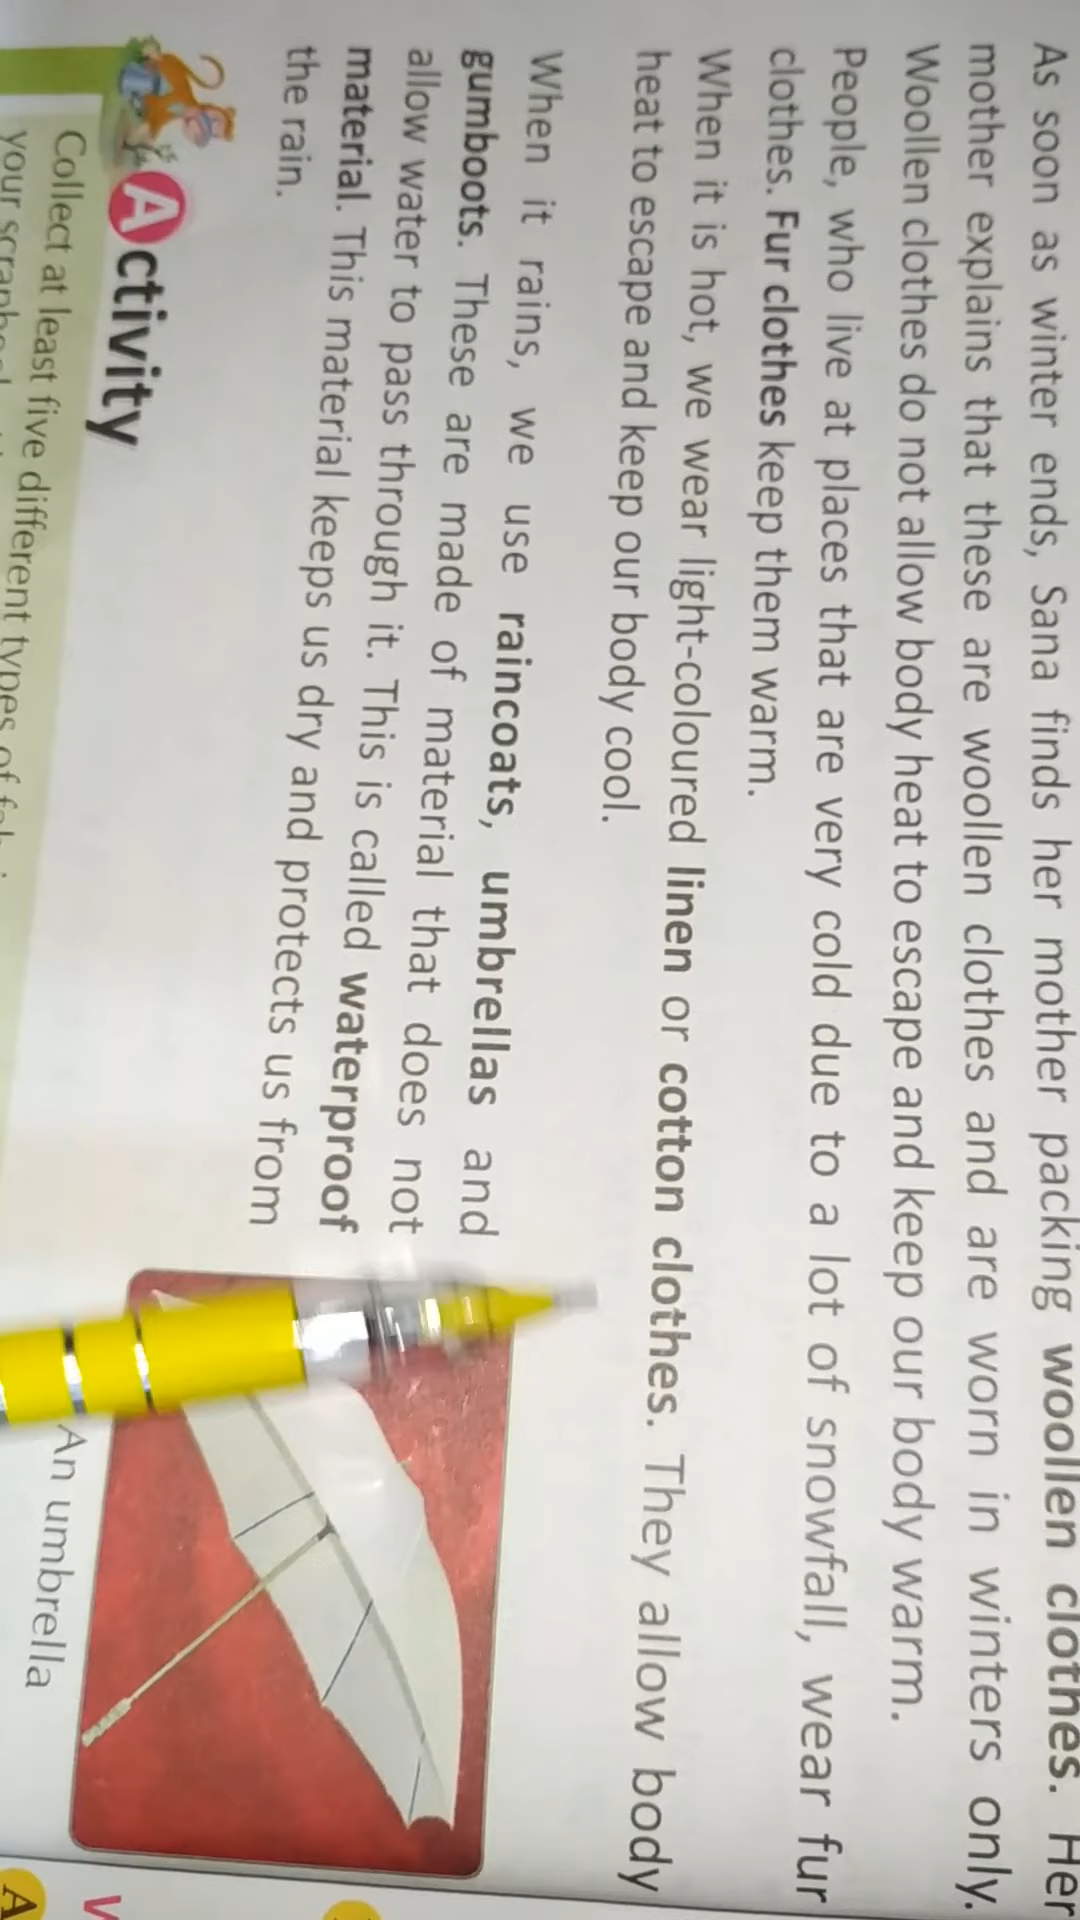 As soon as winter ends, Sana finds her mother packing woollen clothes. Her
mother explains that these are woollen clothes and are worn in winters only.
Woollen clothes do not allow body heat to escape and keep our body warm.
People, who live at places that are very cold due to a lot of snowfall, wear fur
clothes. Fur clothes keep them warm.
When it is hot, we wear light-coloured linen or cotton clothes. They allow body
heat to escape and keep our body cool.
When it rains, we use raincoats, umbrellas and
gumboots. These are made of material that does not
allow water to pass through it. This is called waterproof
material. This material keeps us dry and protects us from
the rain.
An umbrella
Activity
Collect at least five different types of
your
A